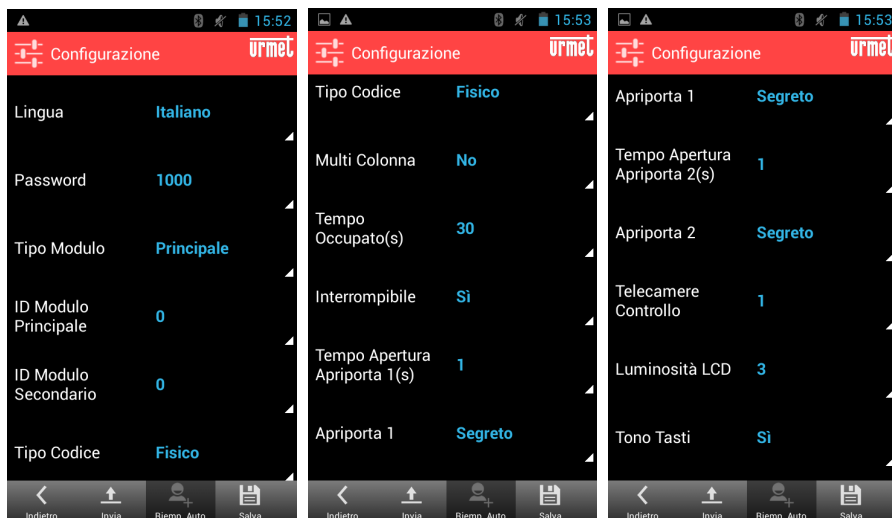 15:52
Configurazione
urmet
Lingua Italiano
Password 1000
Tipo Modulo Principale
ID Modulo
Principale
0
ID Modulo
Secondario
0
Tipo Codice Fisico
Indietro Invia Riemp. Auto Salva
15:53
Configurazione
urmet
Tipo Codice Fisico
Multi Colonna No
Tempo
Occupato(s)
30
Interrompibile Sì
Tempo Apertura
Apriporta 1(s)
1
Apriporta 1 Segreto
Indietro Invia Riemp. Auto Salva
15:53
Configurazione
urmet
Apriporta 1 Segreto
Tempo Apertura
Apriporta 2(s)
1
Apriporta 2 Segreto
Telecamere
Controllo
1
Luminosità LCD 3
Tono Tasti Sì
Indietro Invia Riemp. Auto Salva